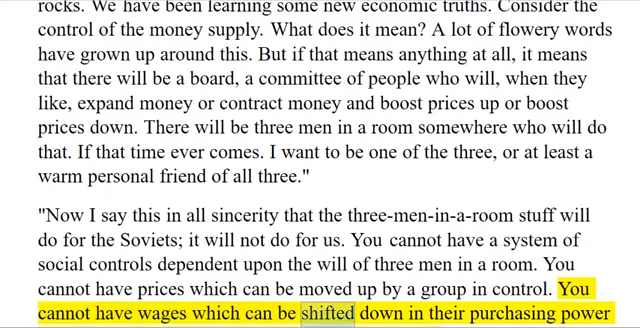 rocks. We have been learning some new economic truths. Consider the
control of the money supply. What does it mean? A lot of flowery words
have grown up around this. But if that means anything at all, it means
that there will be a board, a committee of people who will, when they
like, expand money or contract money and boost prices up or boost
prices down. There will be three men in a room somewhere who will do
that. If that time ever comes. I want to be one of the three, or at least a
warm personal friend of all three."
"Now I say this in all sincerity that the three-men-in-a-room stuff will
do for the Soviets; it will not do for us. You cannot have a system of
social controls dependent upon the will of three men in a room. You
cannot have prices which can be moved up by a group in control. You
cannot have wages which can be shifted down in their purchasing power